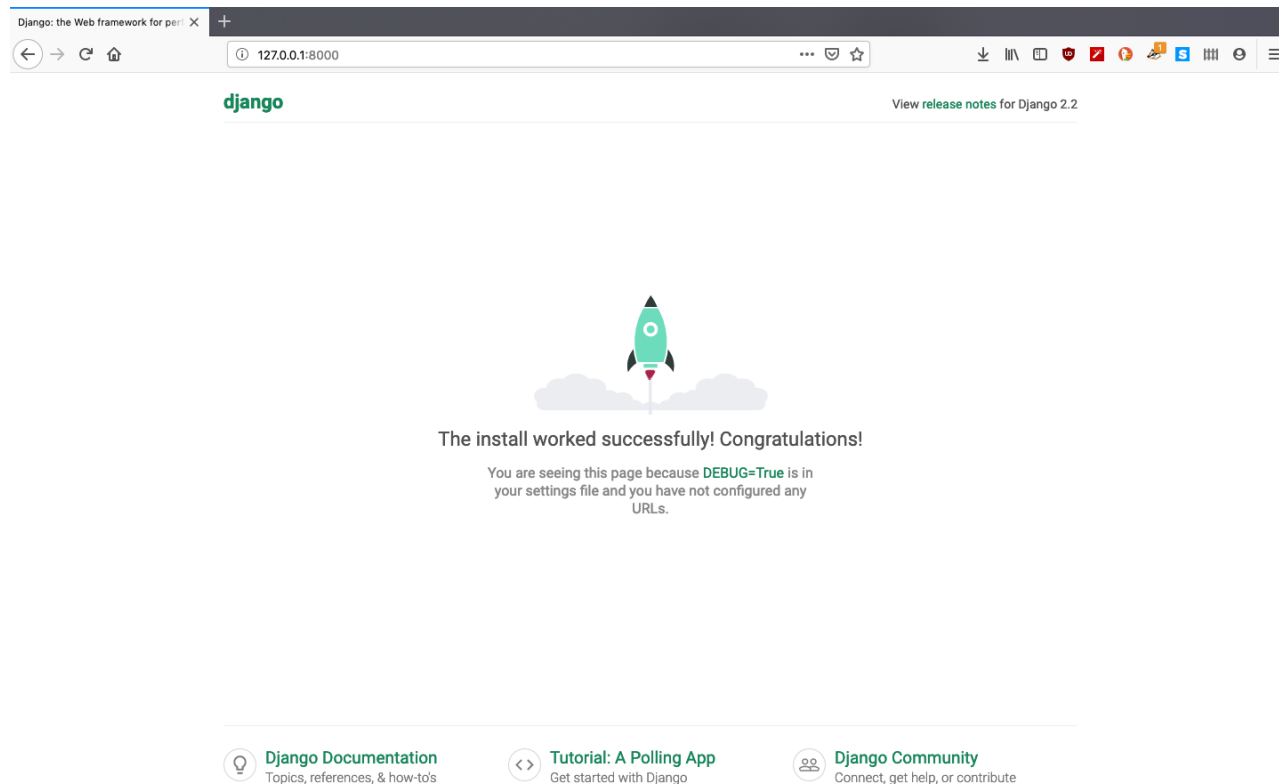 Django: the Web framework for perf
127.0.0.1:8000
1
S
django
View release notes for Django 2.2
The install worked successfully! Congratulations!
You are seeing this page because DEBUG=True is in
your settings file and you have not configured any
URLs.
Django Documentation
Topics, references, & how-to's
Tutorial: A Polling App
Get started with Django
Django Community
Connect, get help, or contribute